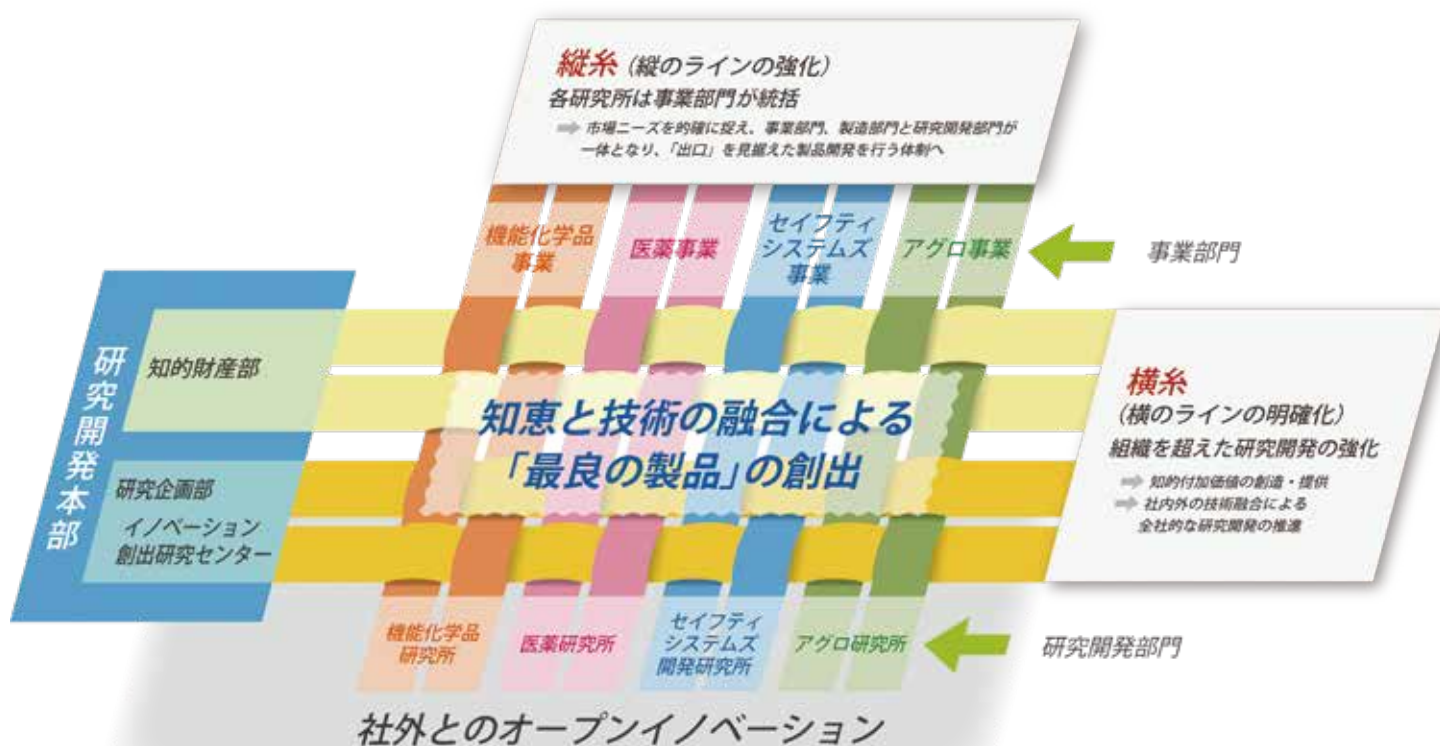 縦糸（縦のラインの強化）
各研究所は事業部門が統括
⇒ 市場ニーズを的確に捉え、事業部門、製造部門と研究開発部門が
一体となり、「出口」を見据えた製品開発を行う体制へ
機能化学品
事業
医薬事業
セイフティ
システムズ
事業
アグロ事業
事業部門
研究開発本部
知的財産部
研究企画部
イノベーション
創出研究センター
知恵と技術の融合による
「最良の製品」の創出
横糸
（横のラインの明確化）
組織を超えた研究開発の強化
⇒ 知的付加価値の創造・提供
⇒ 社内外の技術融合による
全社的な研究開発の推進
機能化学品
研究所
医薬研究所
セイフティ
システムズ
開発研究所
アグロ研究所
研究開発部門
社外とのオープンイノベーション